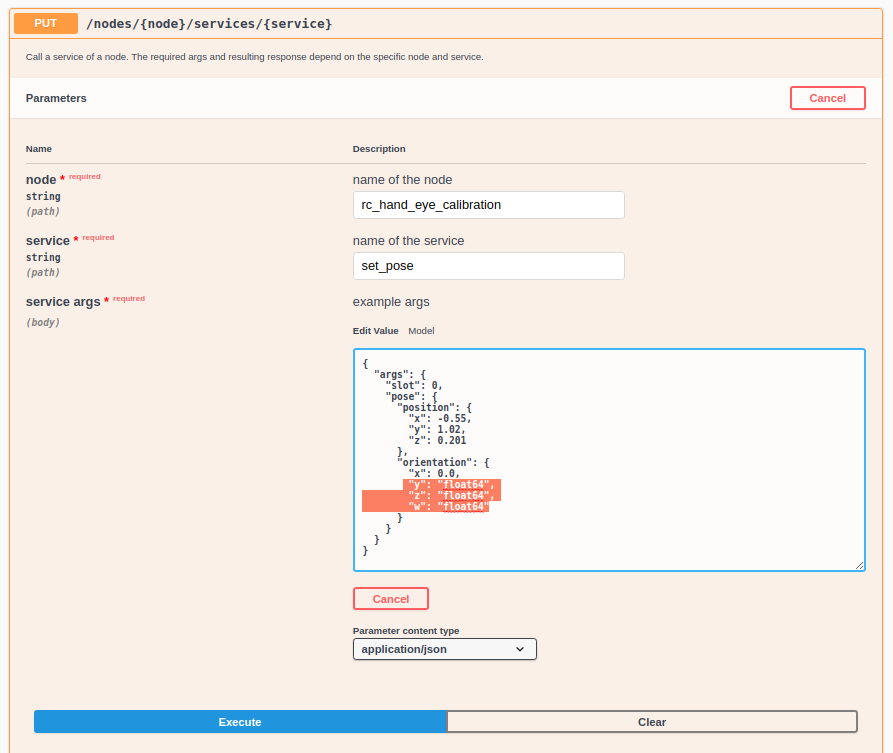 PUT /nodes/{node}/services/{service}
Call a service of a node. The required args and resulting response depend on the specific node and service.
Parameters Cancel
Name Description
node * required name of the node
string
(path)
rc_hand_eye_calibration
service * required name of the service
string
(path)
set_pose
service args * required example args
(body)
Edit Value Model
{
  "args": {
    "slot": 0,
    "pose": {
      "position": {
        "x": -0.55,
        "y": 1.02,
        "z": 0.201
      },
      "orientation": {
        "x": 0.0,
        "y": "float64",
        "z": "float64",
        "w": "float64"
      }
    }
  }
}
Cancel
Parameter content type
application/json
Execute Clear